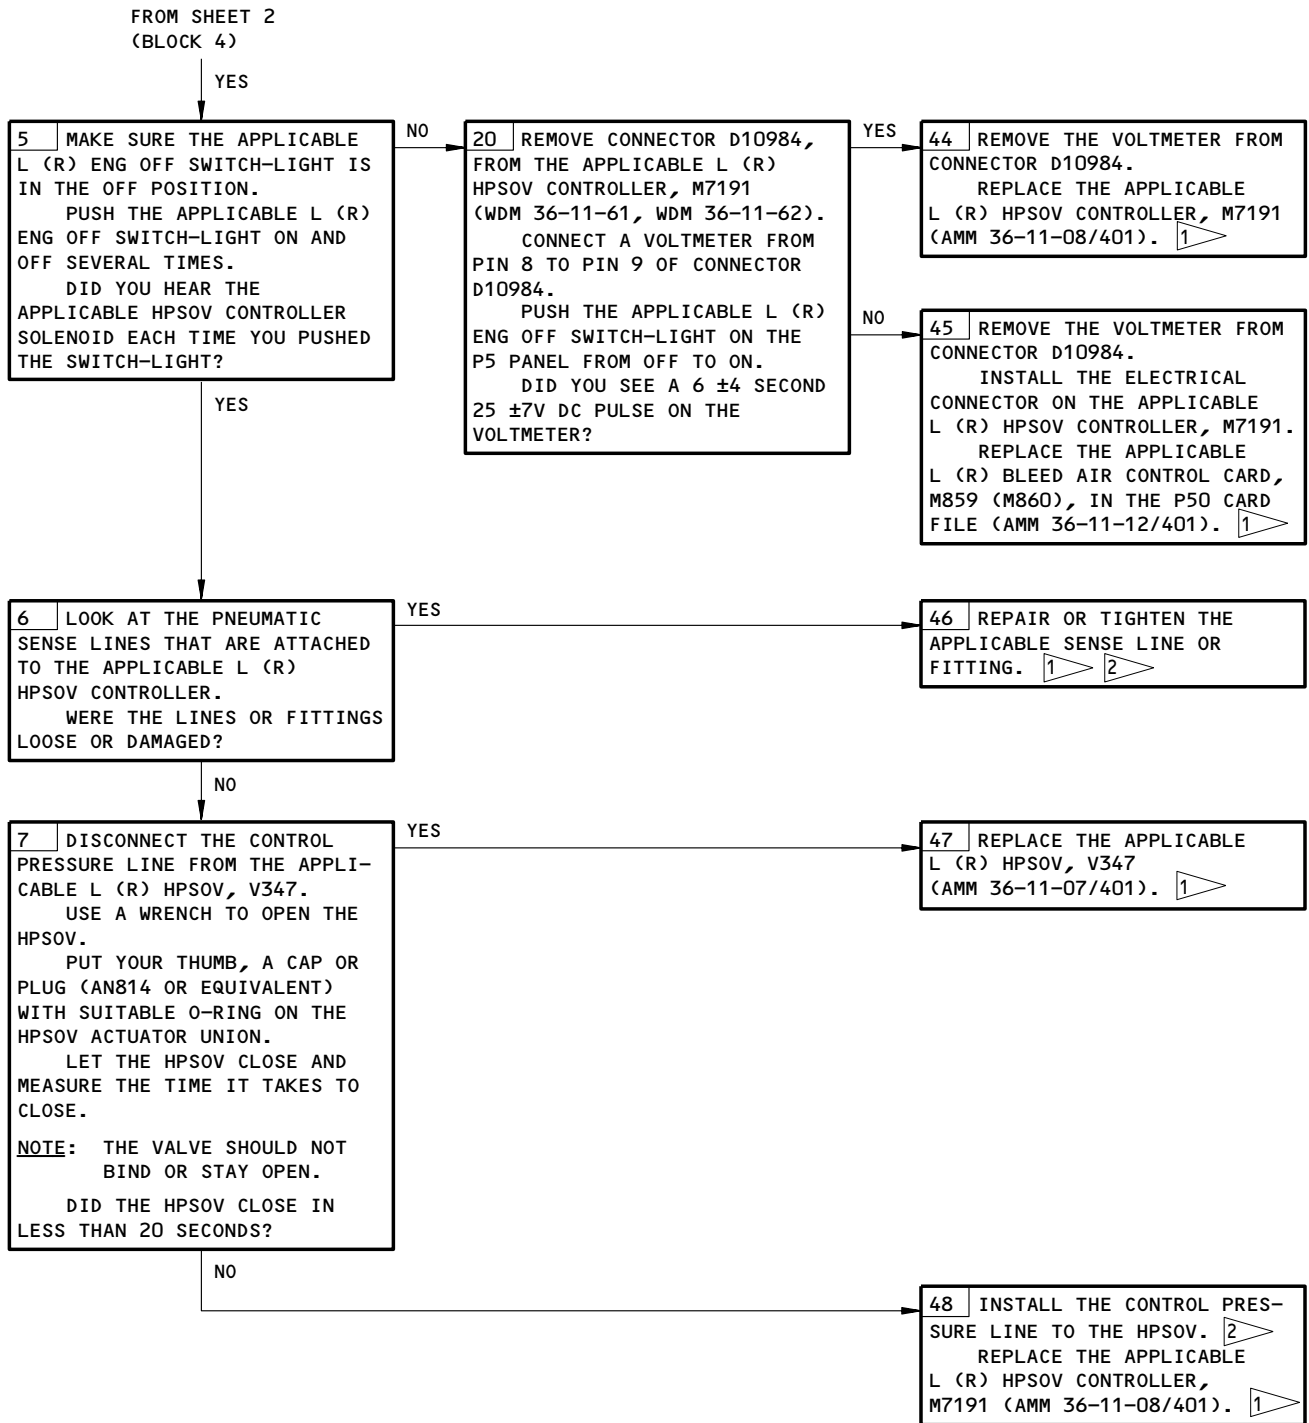 FROM SHEET 2
(BLOCK 4)
YES
5 MAKE SURE THE APPLICABLE
L (R) ENG OFF SWITCH-LIGHT IS
IN THE OFF POSITION.
PUSH THE APPLICABLE L (R)
ENG OFF SWITCH-LIGHT ON AND
OFF SEVERAL TIMES.
DID YOU HEAR THE
APPLICABLE HPSOV CONTROLLER
SOLENOID EACH TIME YOU PUSHED
THE SWITCH-LIGHT?
NO
20 REMOVE CONNECTOR D10984,
FROM THE APPLICABLE L (R)
HPSOV CONTROLLER, M7191
(WDM 36-11-61, WDM 36-11-62).
CONNECT A VOLTMETER FROM
PIN 8 TO PIN 9 OF CONNECTOR
D10984.
PUSH THE APPLICABLE L (R)
ENG OFF SWITCH-LIGHT ON THE
P5 PANEL FROM OFF TO ON.
DID YOU SEE A 6 ±4 SECOND
25 ±7V DC PULSE ON THE
VOLTMETER?
YES
44 REMOVE THE VOLTMETER FROM
CONNECTOR D10984.
REPLACE THE APPLICABLE
L (R) HPSOV CONTROLLER, M7191
(AMM 36-11-08/401). 1
NO
45 REMOVE THE VOLTMETER FROM
CONNECTOR D10984.
INSTALL THE ELECTRICAL
CONNECTOR ON THE APPLICABLE
L (R) HPSOV CONTROLLER, M7191.
REPLACE THE APPLICABLE
L (R) BLEED AIR CONTROL CARD,
M859 (M860), IN THE P50 CARD
FILE (AMM 36-11-12/401). 1
YES
6 LOOK AT THE PNEUMATIC
SENSE LINES THAT ARE ATTACHED
TO THE APPLICABLE L (R)
HPSOV CONTROLLER.
WERE THE LINES OR FITTINGS
LOOSE OR DAMAGED?
YES
46 REPAIR OR TIGHTEN THE
APPLICABLE SENSE LINE OR
FITTING. 1 2
NO
7 DISCONNECT THE CONTROL
PRESSURE LINE FROM THE APPLI-
CABLE L (R) HPSOV, V347.
USE A WRENCH TO OPEN THE
HPSOV.
PUT YOUR THUMB, A CAP OR
PLUG (AN814 OR EQUIVALENT)
WITH SUITABLE O-RING ON THE
HPSOV ACTUATOR UNION.
LET THE HPSOV CLOSE AND
MEASURE THE TIME IT TAKES TO
CLOSE.
NOTE: THE VALVE SHOULD NOT
BIND OR STAY OPEN.
DID THE HPSOV CLOSE IN
LESS THAN 20 SECONDS?
YES
47 REPLACE THE APPLICABLE
L (R) HPSOV, V347
(AMM 36-11-07/401). 1
NO
48 INSTALL THE CONTROL PRES-
SURE LINE TO THE HPSOV. 2
REPLACE THE APPLICABLE
L (R) HPSOV CONTROLLER,
M7191 (AMM 36-11-08/401). 1